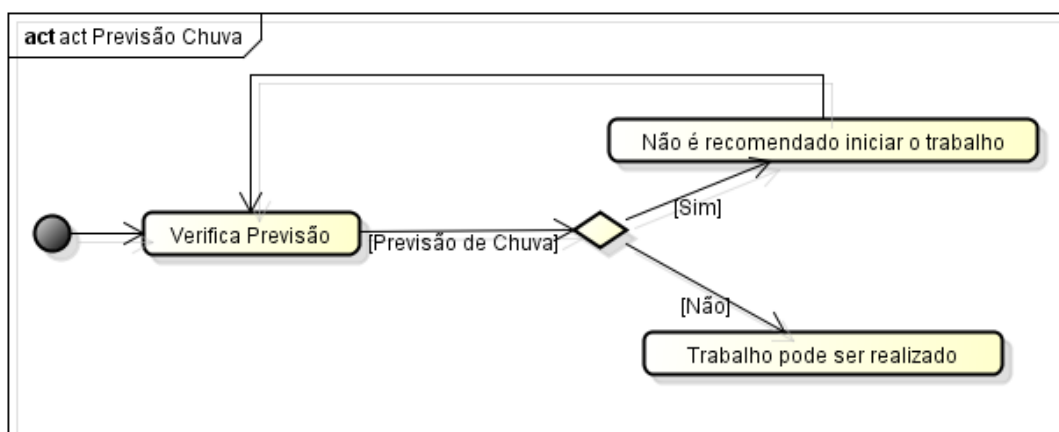 act act Previsão Chuva
Não é recomendado iniciar o trabalho
[Sim]
Verifica Previsão
[Previsão de Chuva]
[Não]
Trabalho pode ser realizado